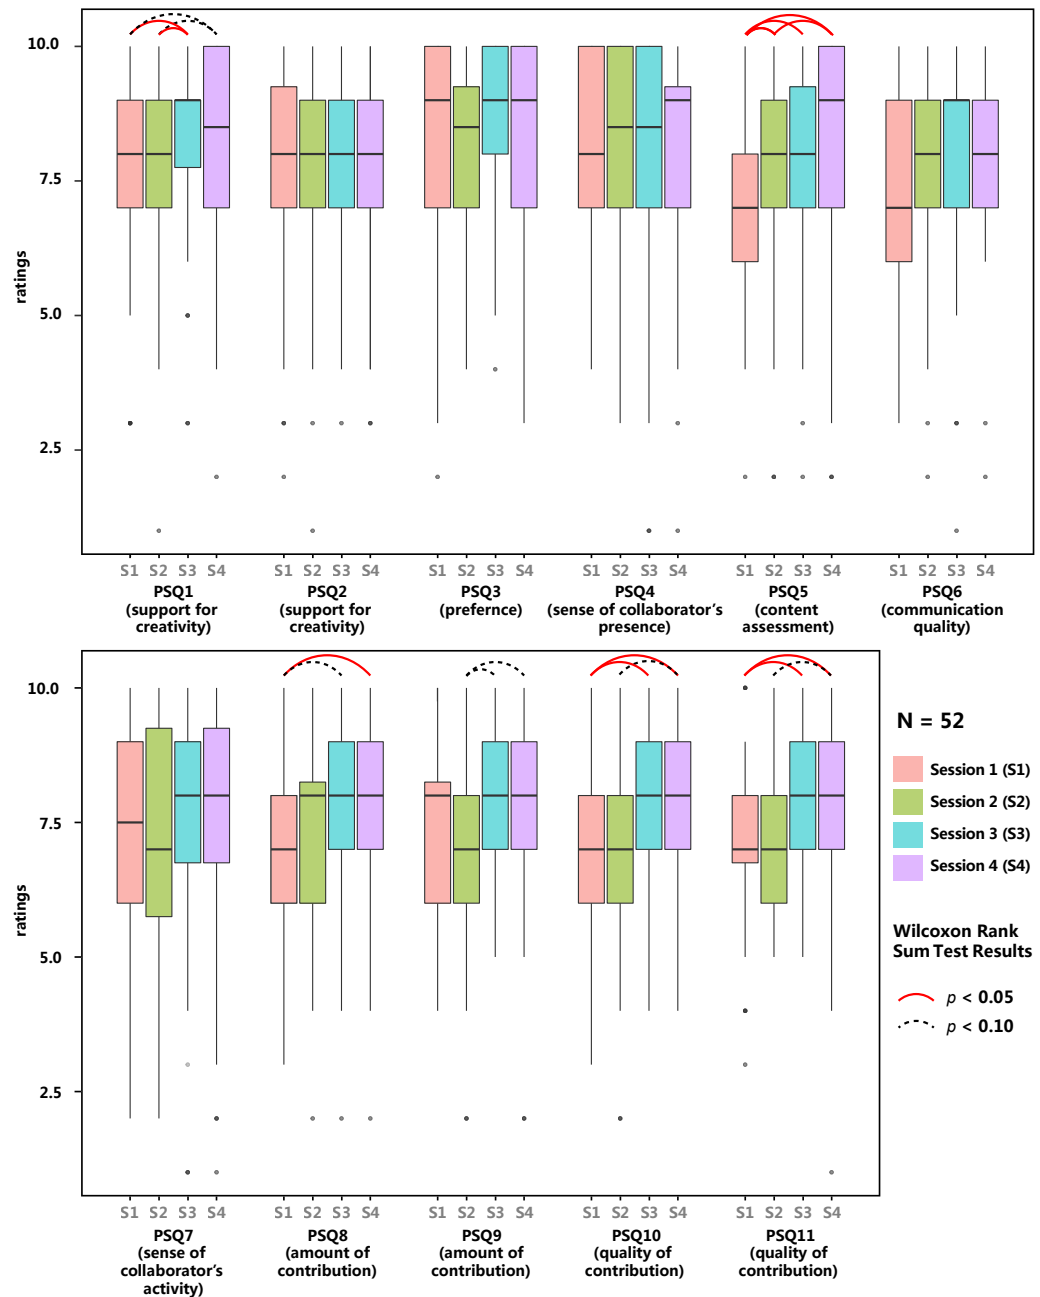 10.0
7.5
5.0
2.5
ratings
S1 S2 S3 S4 S1 S2 S3 S4 S1 S2 S3 S4 S1 S2 S3 S4 S1 S2 S3 S4 S1 S2 S3 S4
PSQ1
(support for
creativity)
PSQ2
(support for
creativity)
PSQ3
(prefernce)
PSQ4
(sense of collaborator's
presence)
PSQ5
(content
assessment)
PSQ6
(communication
quality)
10.0
7.5
5.0
2.5
ratings
S1 S2 S3 S4 S1 S2 S3 S4 S1 S2 S3 S4 S1 S2 S3 S4 S1 S2 S3 S4
PSQ7
(sense of
collaborator's
activity)
PSQ8
(amount of
contribution)
PSQ9
(amount of
contribution)
PSQ10
(quality of
contribution)
PSQ11
(quality of
contribution)
N = 52
Session 1 (S1)
Session 2 (S2)
Session 3 (S3)
Session 4 (S4)
Wilcoxon Rank
Sum Test Results
p < 0.05
p < 0.10